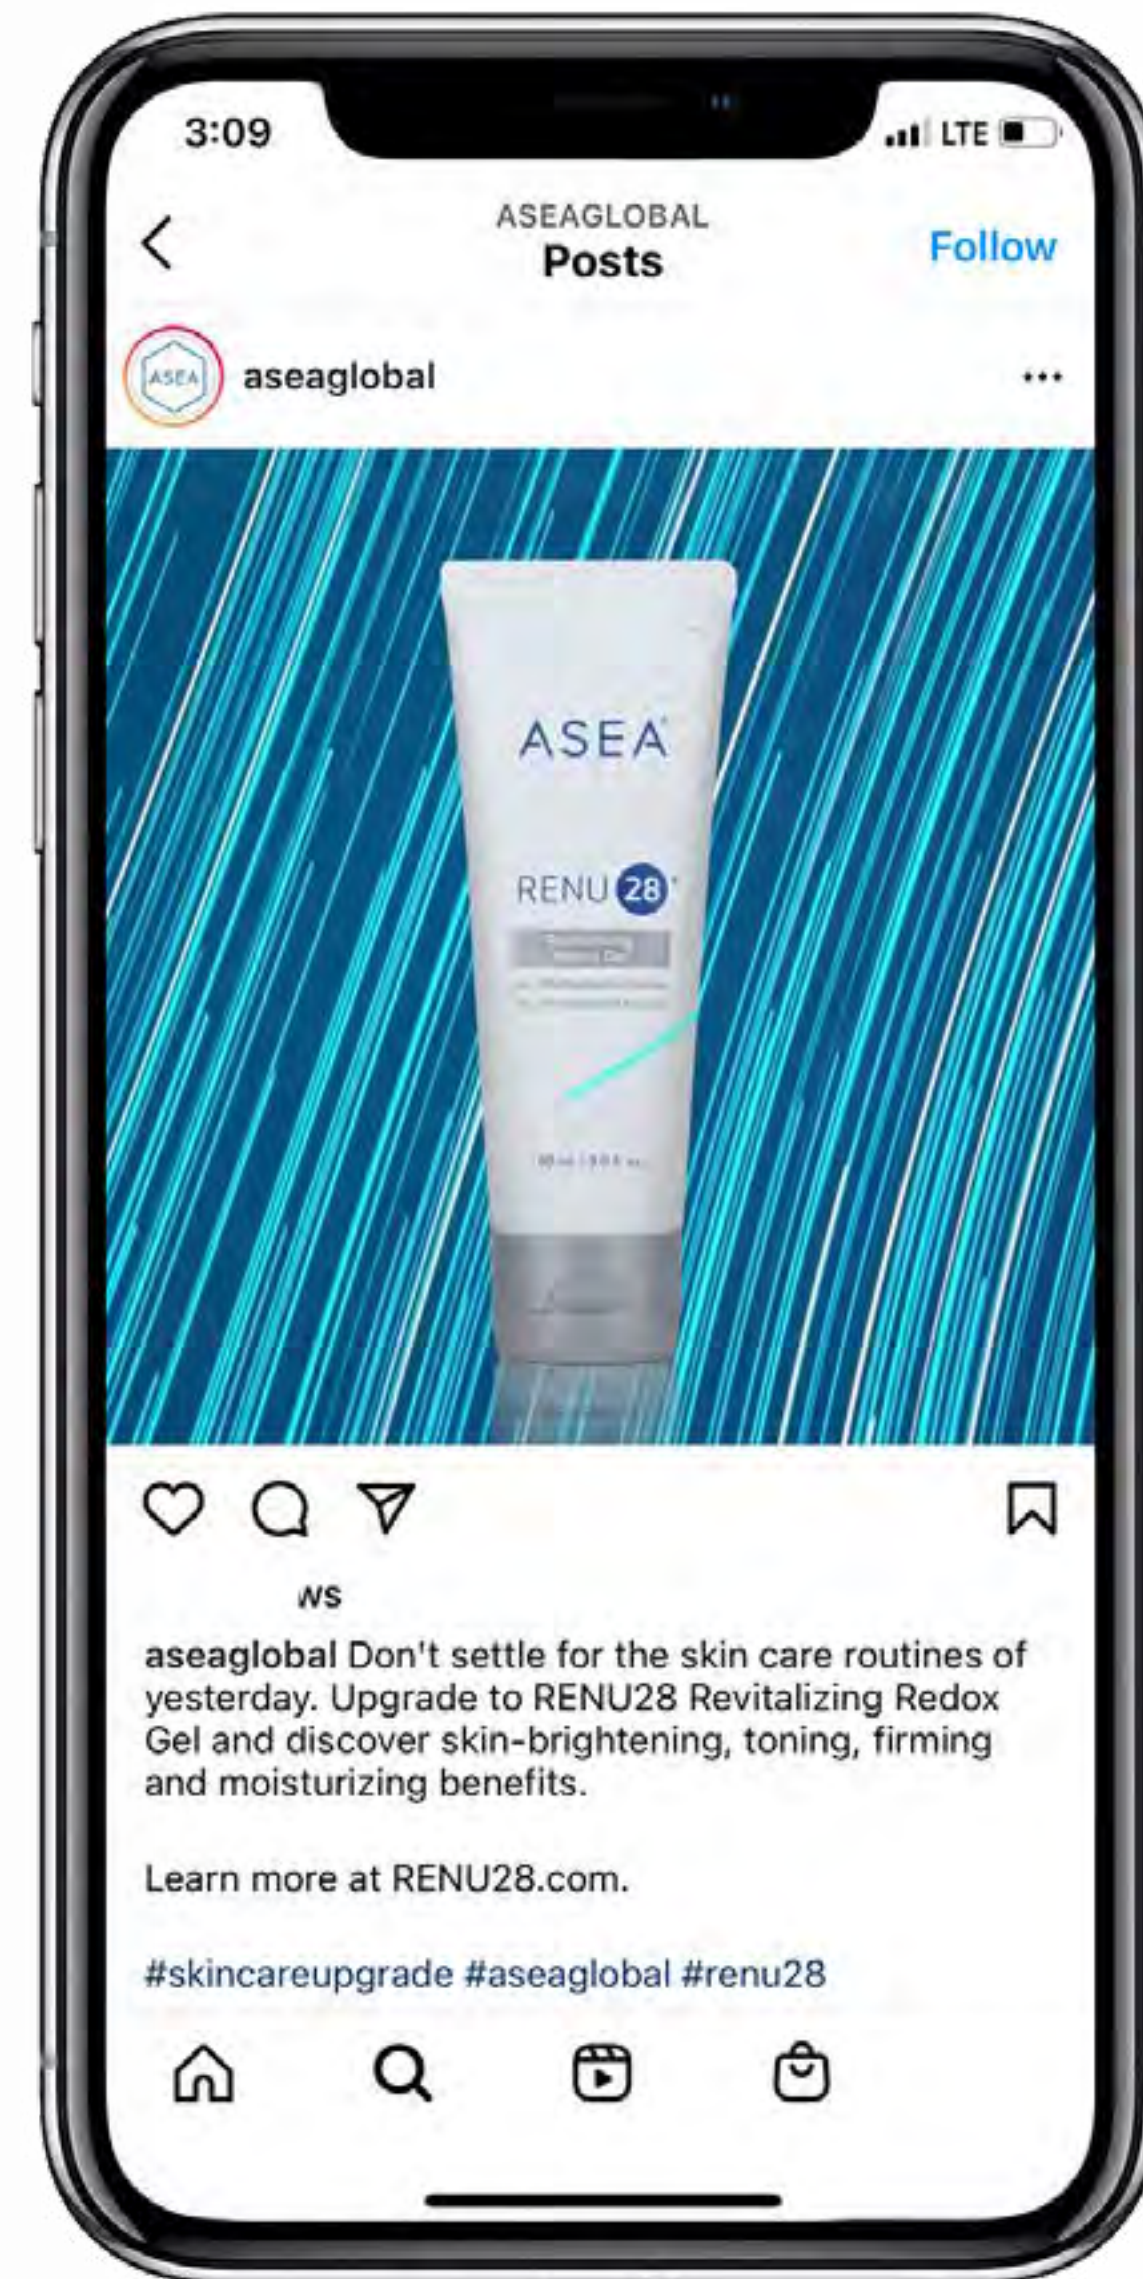 3:09
LTE
ASEAGLOBAL
Posts
Follow
ASEA
aseaglobal
ASEA
RENU 28
ws
aseaglobal Don't settle for the skin care routines of
yesterday. Upgrade to RENU28 Revitalizing Redox
Gel and discover skin-brightening, toning, firming
and moisturizing benefits.
Learn more at RENU28.com.
#skincareupgrade #aseaglobal #renu28